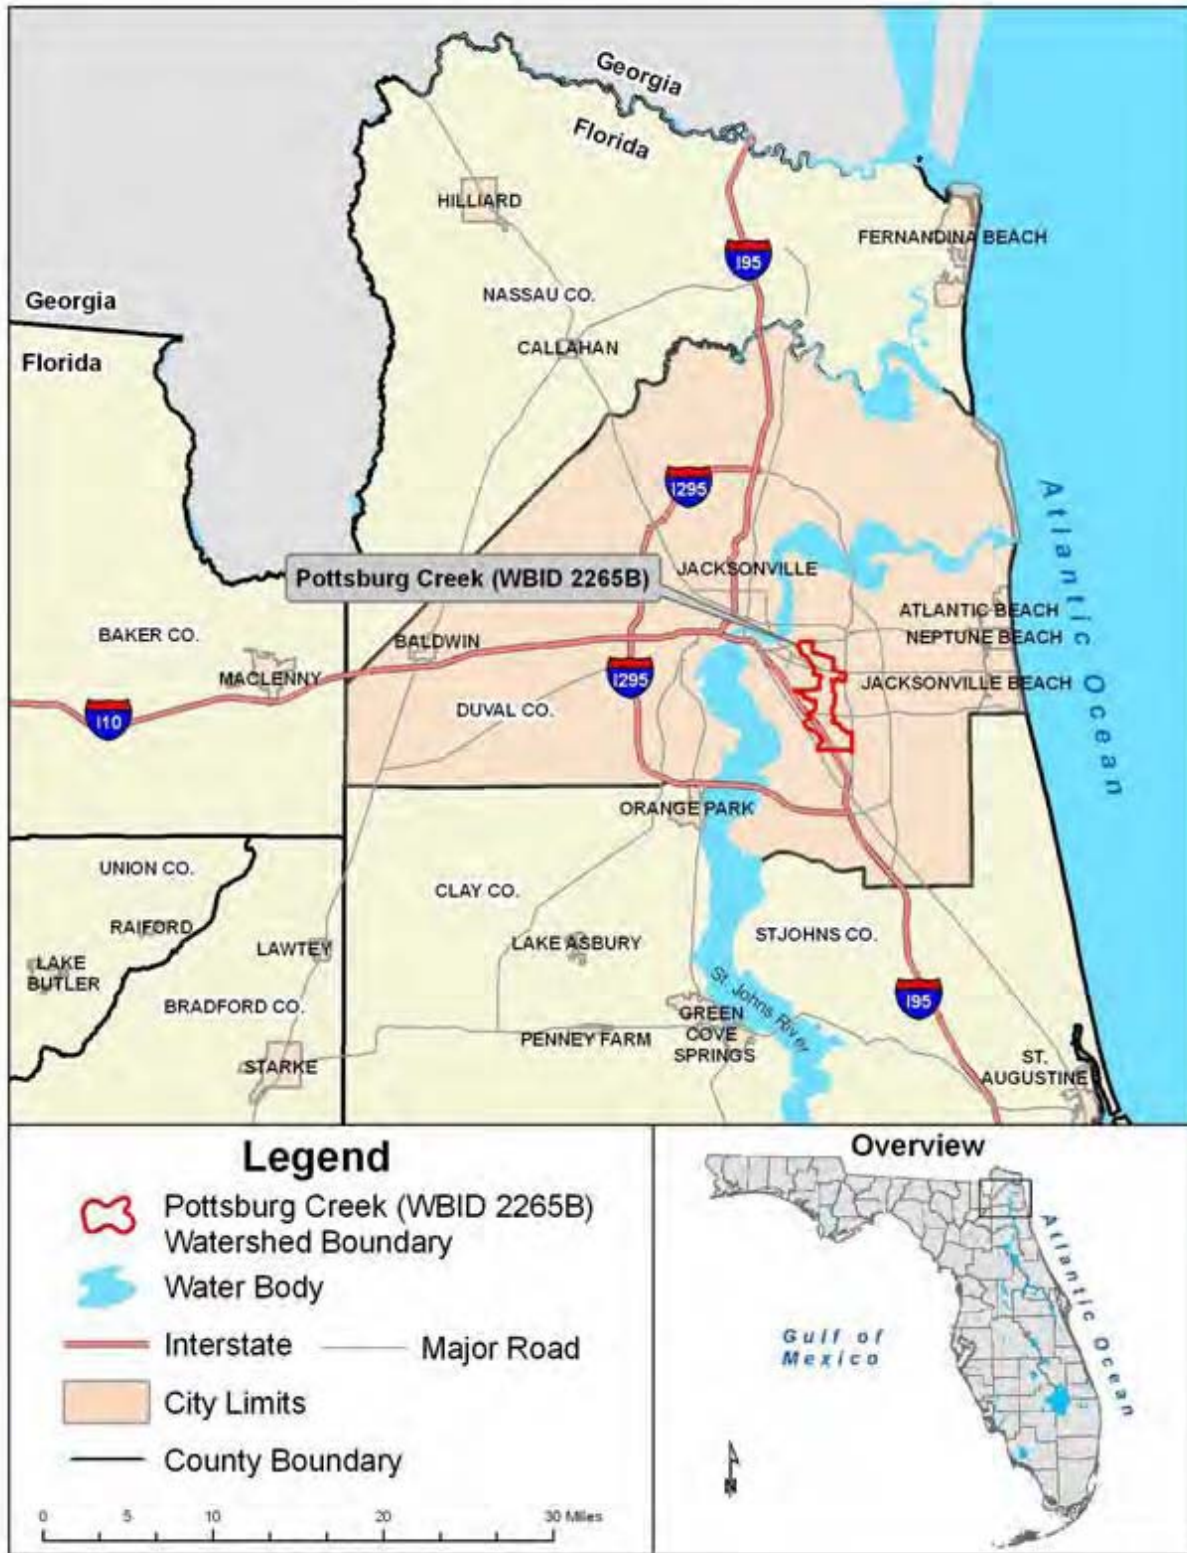 Georgia
Florida
HILLIARD
FERNANDINA BEACH
I95
NASSAU CO.
Georgia
CALLAHAN
Florida
I295
Atlantic Ocean
JACKSONVILLE
Pottsburg Creek (WBID 2265B)
ATLANTIC BEACH
BAKER CO.
BALDWIN
NEPTUNE BEACH
MACLENNY
I295
JACKSONVILLE BEACH
I10
DUVAL CO.
ORANGE PARK
UNION CO.
CLAY CO.
RAIFORD
STJOHNS CO.
LAWTEY
LAKE ASBURY
LAKE
BUTLER
St. Johns River
I95
BRADFORD CO.
GREEN
COVE
SPRINGS
PENNEY FARM
STARKE
ST.
AUGUSTINE
Legend
Pottsburg Creek (WBID 2265B)
Watershed Boundary
Water Body
Interstate
Major Road
City Limits
County Boundary
0 5 10 20 30 Miles
Overview
Atlantic Ocean
Gulf of
Mexico
N